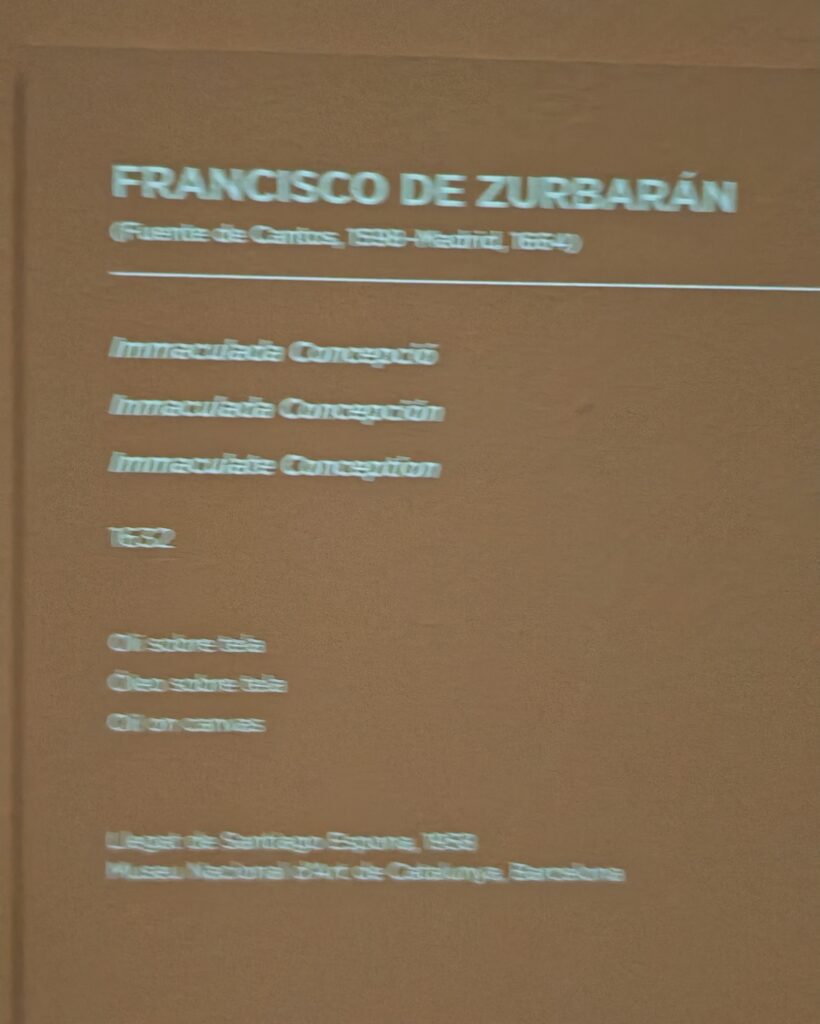 FRANCISCO DE ZURBARÁN
(Fuente de Cantos, 1598-Madrid, 1664)
Immaculada Concepció
Inmaculada Concepción
Immaculate Conception
1632
Oli sobre tela
Óleo sobre tela
Oil on canvas
Llegat de Santiago Espona, 1958
Museu Nacional d'Art de Catalunya, Barcelona